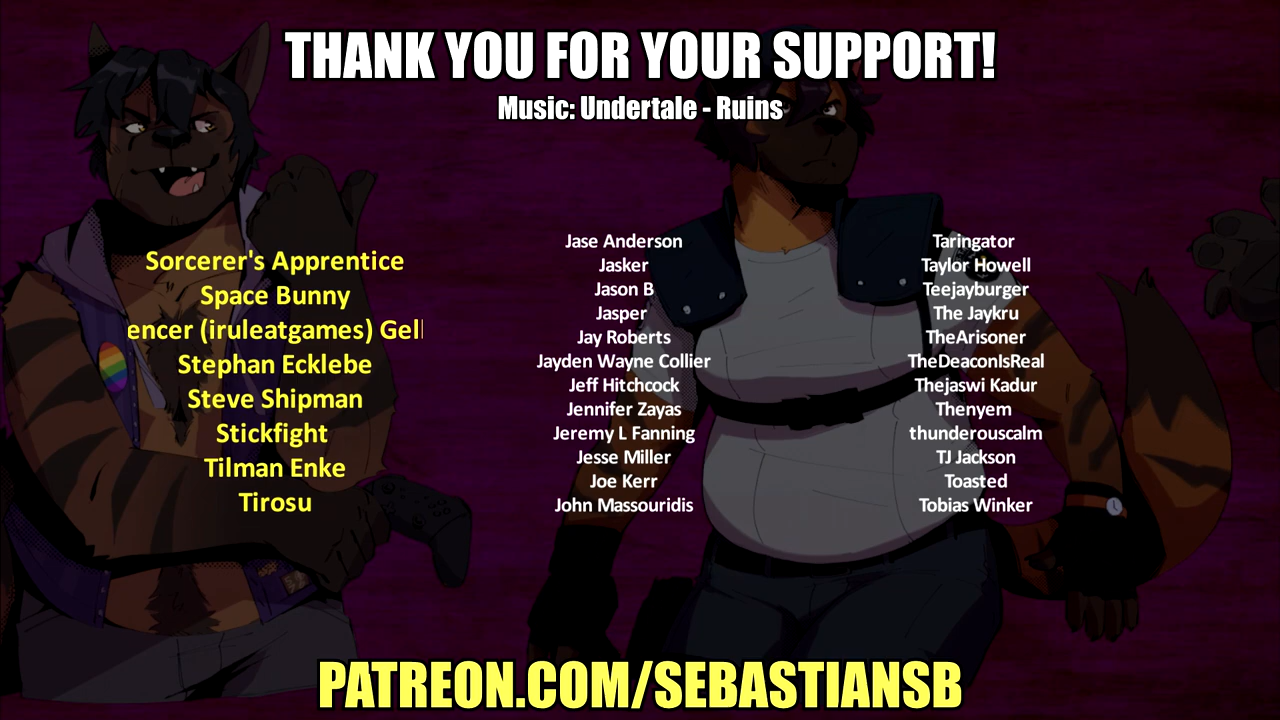 THANK YOU FOR YOUR SUPPORT!
Music: Undertale - Ruins
Sorcerer's Apprentice
Space Bunny
encer (iruleatgames) Gell
Stephan Ecklebe
Steve Shipman
Stickfight
Tilman Enke
Tirosu
Jase Anderson
Jasker
Jason B
Jasper
Jay Roberts
Jayden Wayne Collier
Jeff Hitchcock
Jennifer Zayas
Jeremy L Fanning
Jesse Miller
Joe Kerr
John Massouridis
Taringator
Taylor Howell
Teejayburger
The Jaykru
TheArisoner
TheDeaconIsReal
Thejaswi Kadur
Thenyem
thunderouscalm
TJ Jackson
Toasted
Tobias Winker
PATREON.COM/SEBASTIANSB